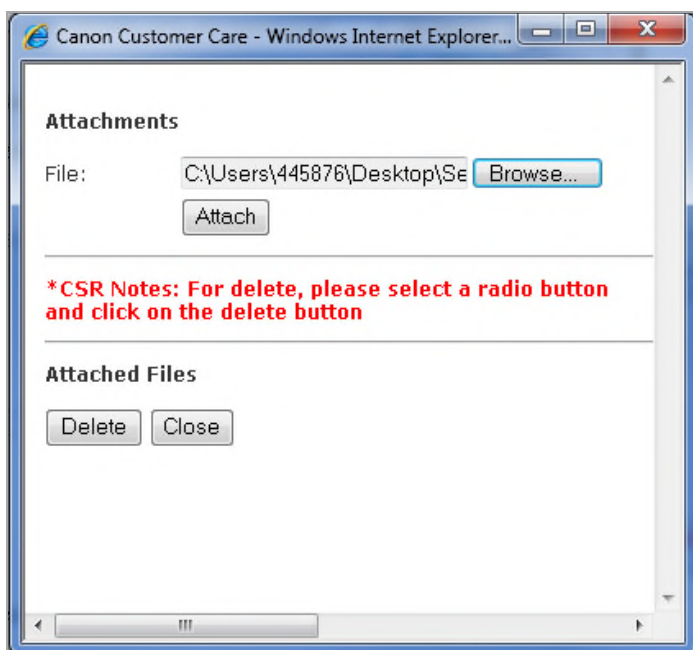 Canon Customer Care - Windows Internet Explorer...
Attachments
File: C:\Users\445876\Desktop\Se Browse...
Attach
*CSR Notes: For delete, please select a radio button
and click on the delete button
Attached Files
Delete Close